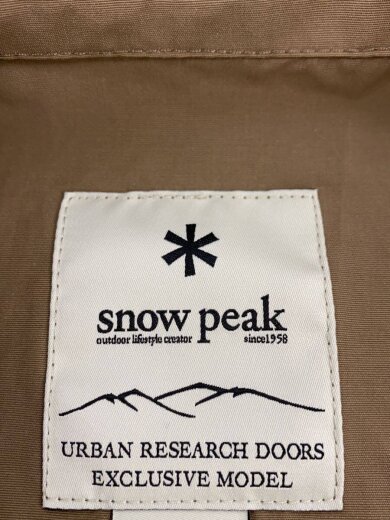 snow peak
outdoor lifestyle creator since1958
URBAN RESEARCH DOORS
EXCLUSIVE MODEL